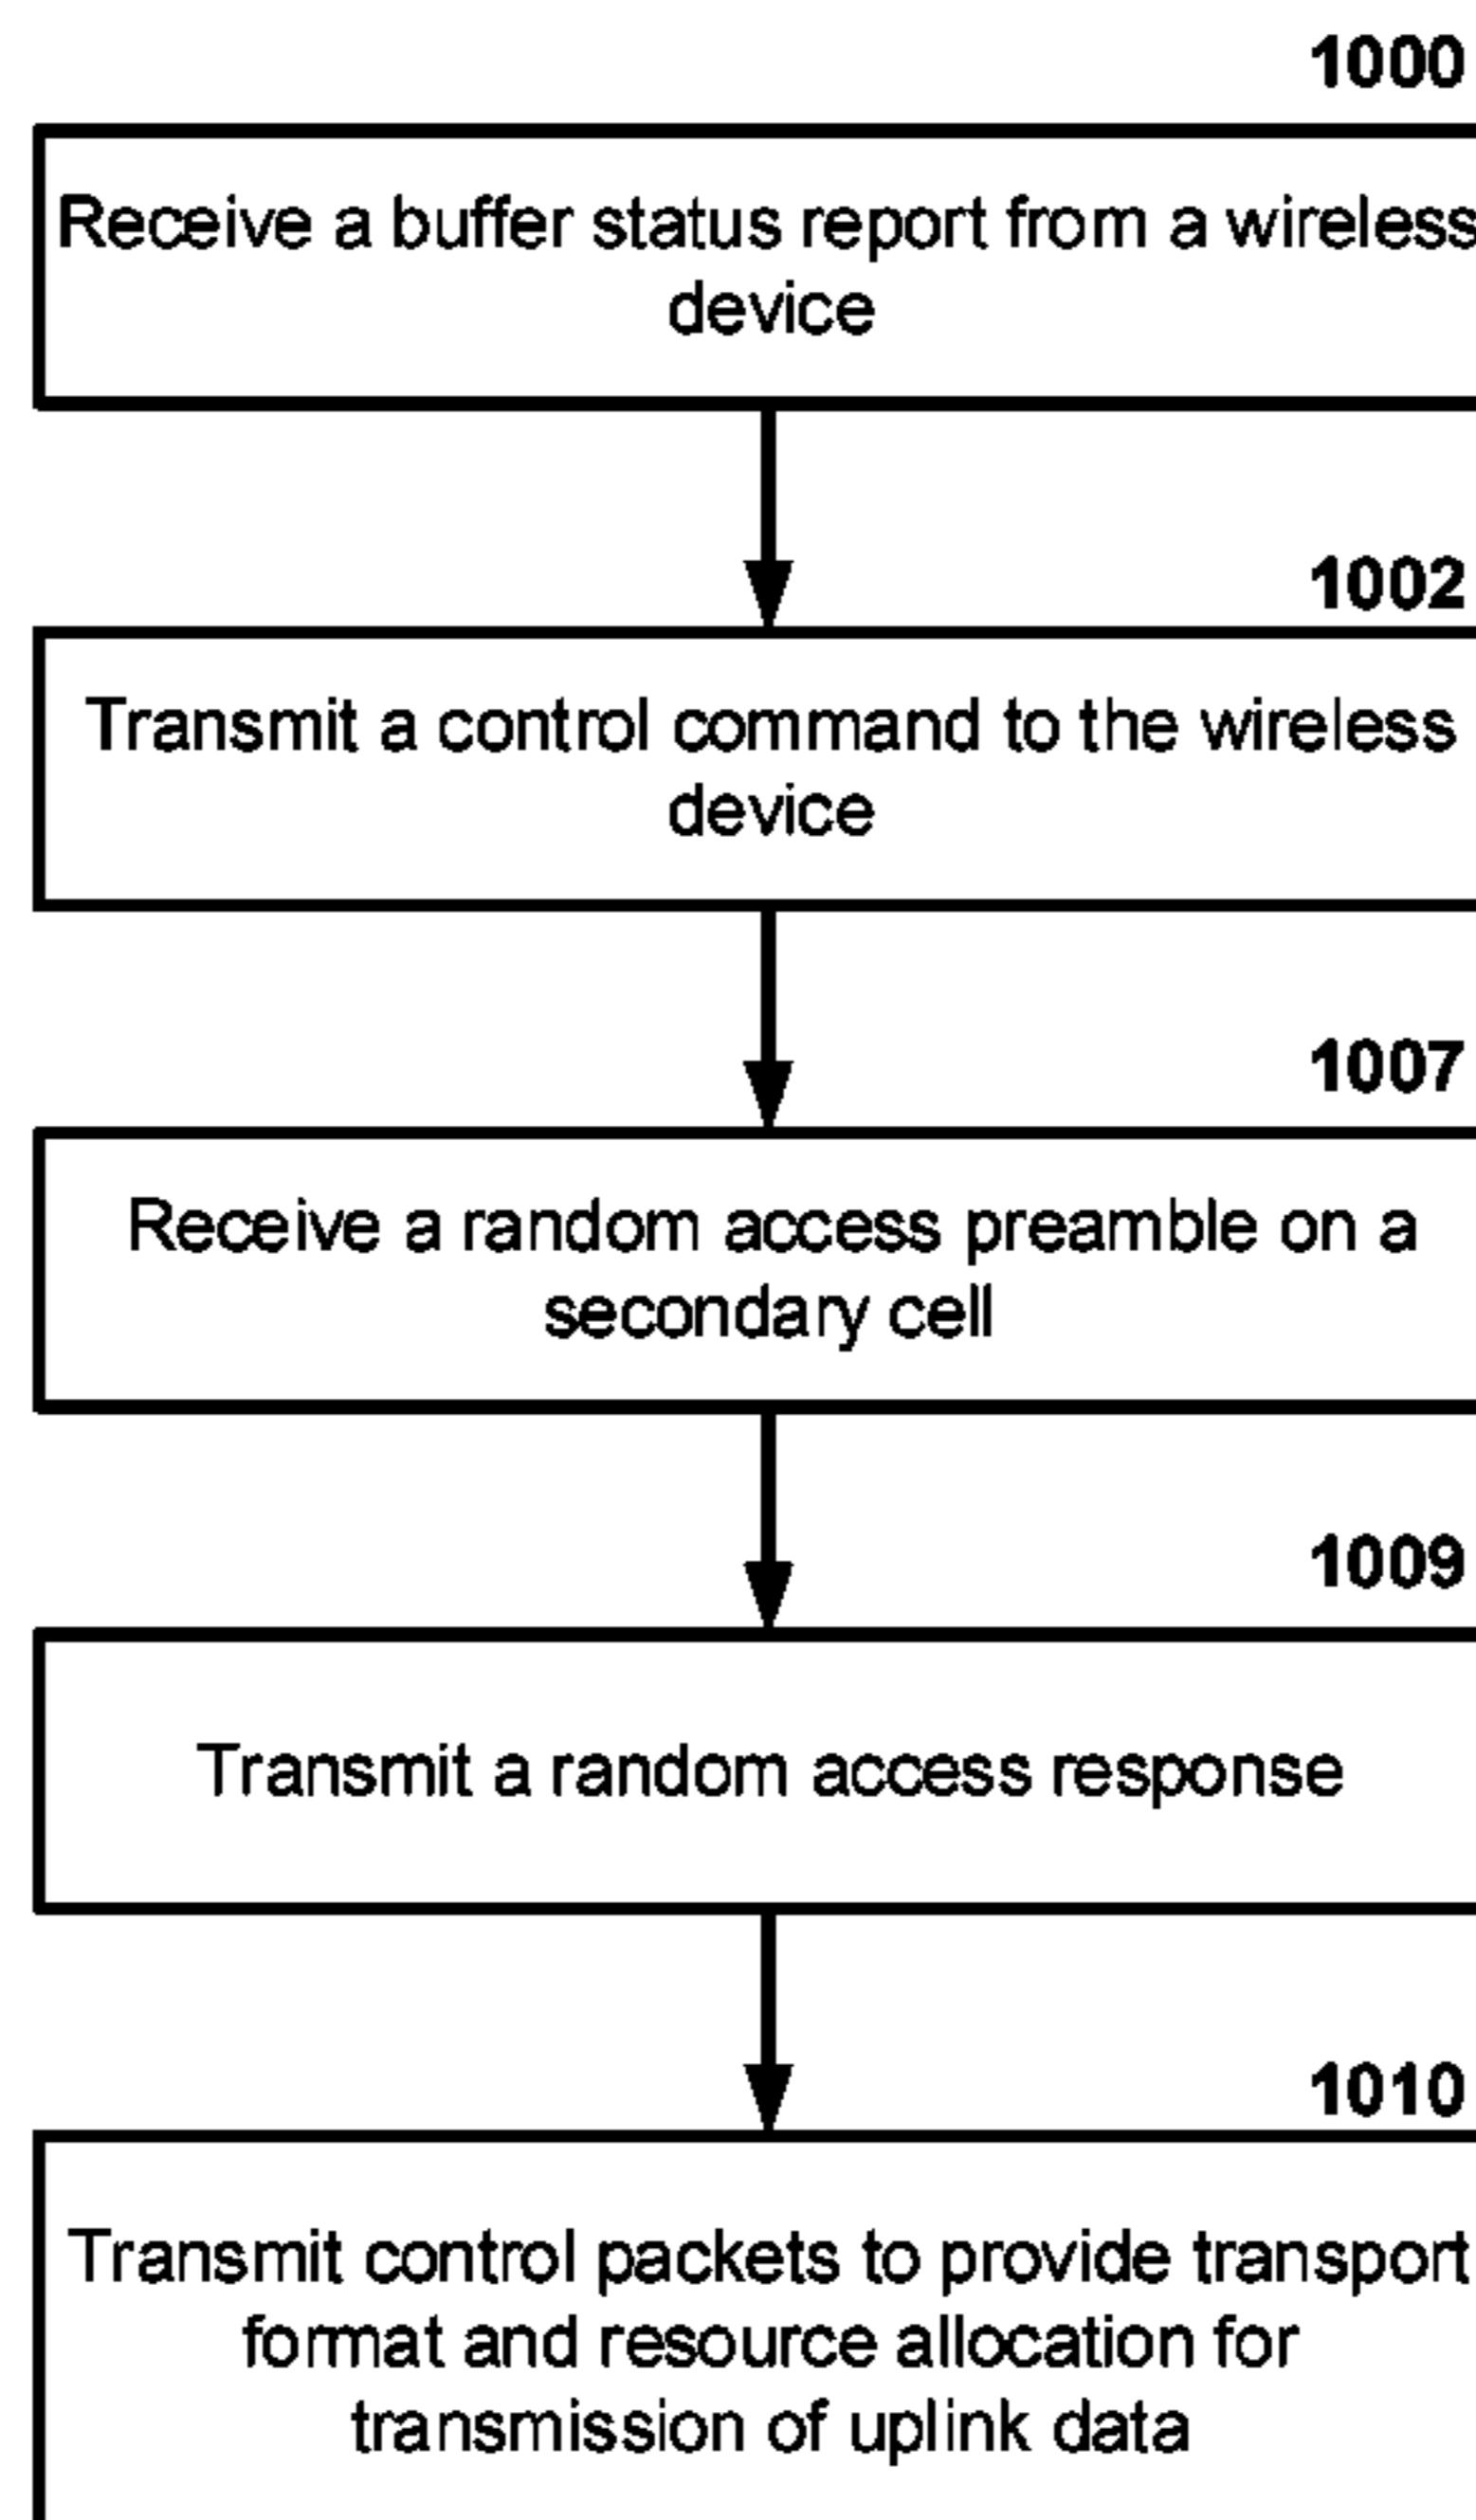 1000
Receive a buffer status report from a wireless
device
1002
Transmit a control command to the wireless
device
1007
Receive a random access preamble on a
secondary cell
1009
Transmit a random access response
1010
Transmit control packets to provide transport
format and resource allocation for
transmission of uplink data